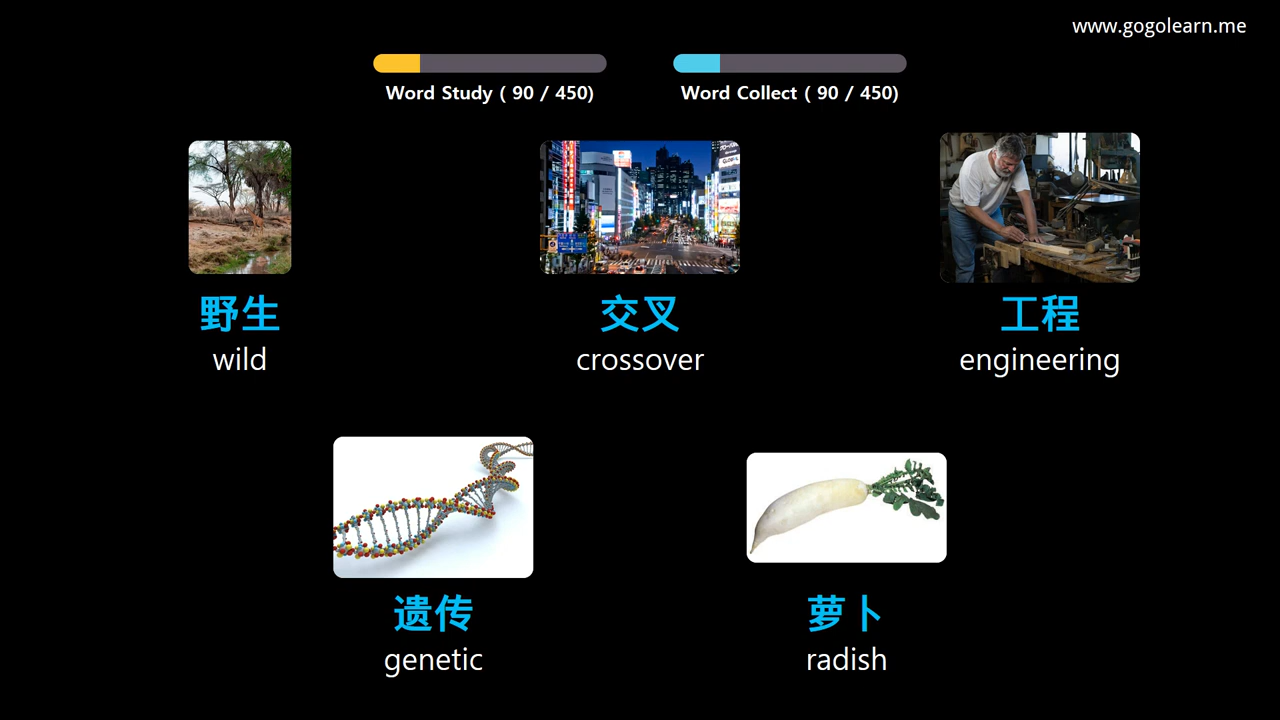 www.gogolearn.me
Word Study ( 90 / 450)
Word Collect ( 90 / 450)
野生
wild
交叉
crossover
工程
engineering
遗传
genetic
萝卜
radish